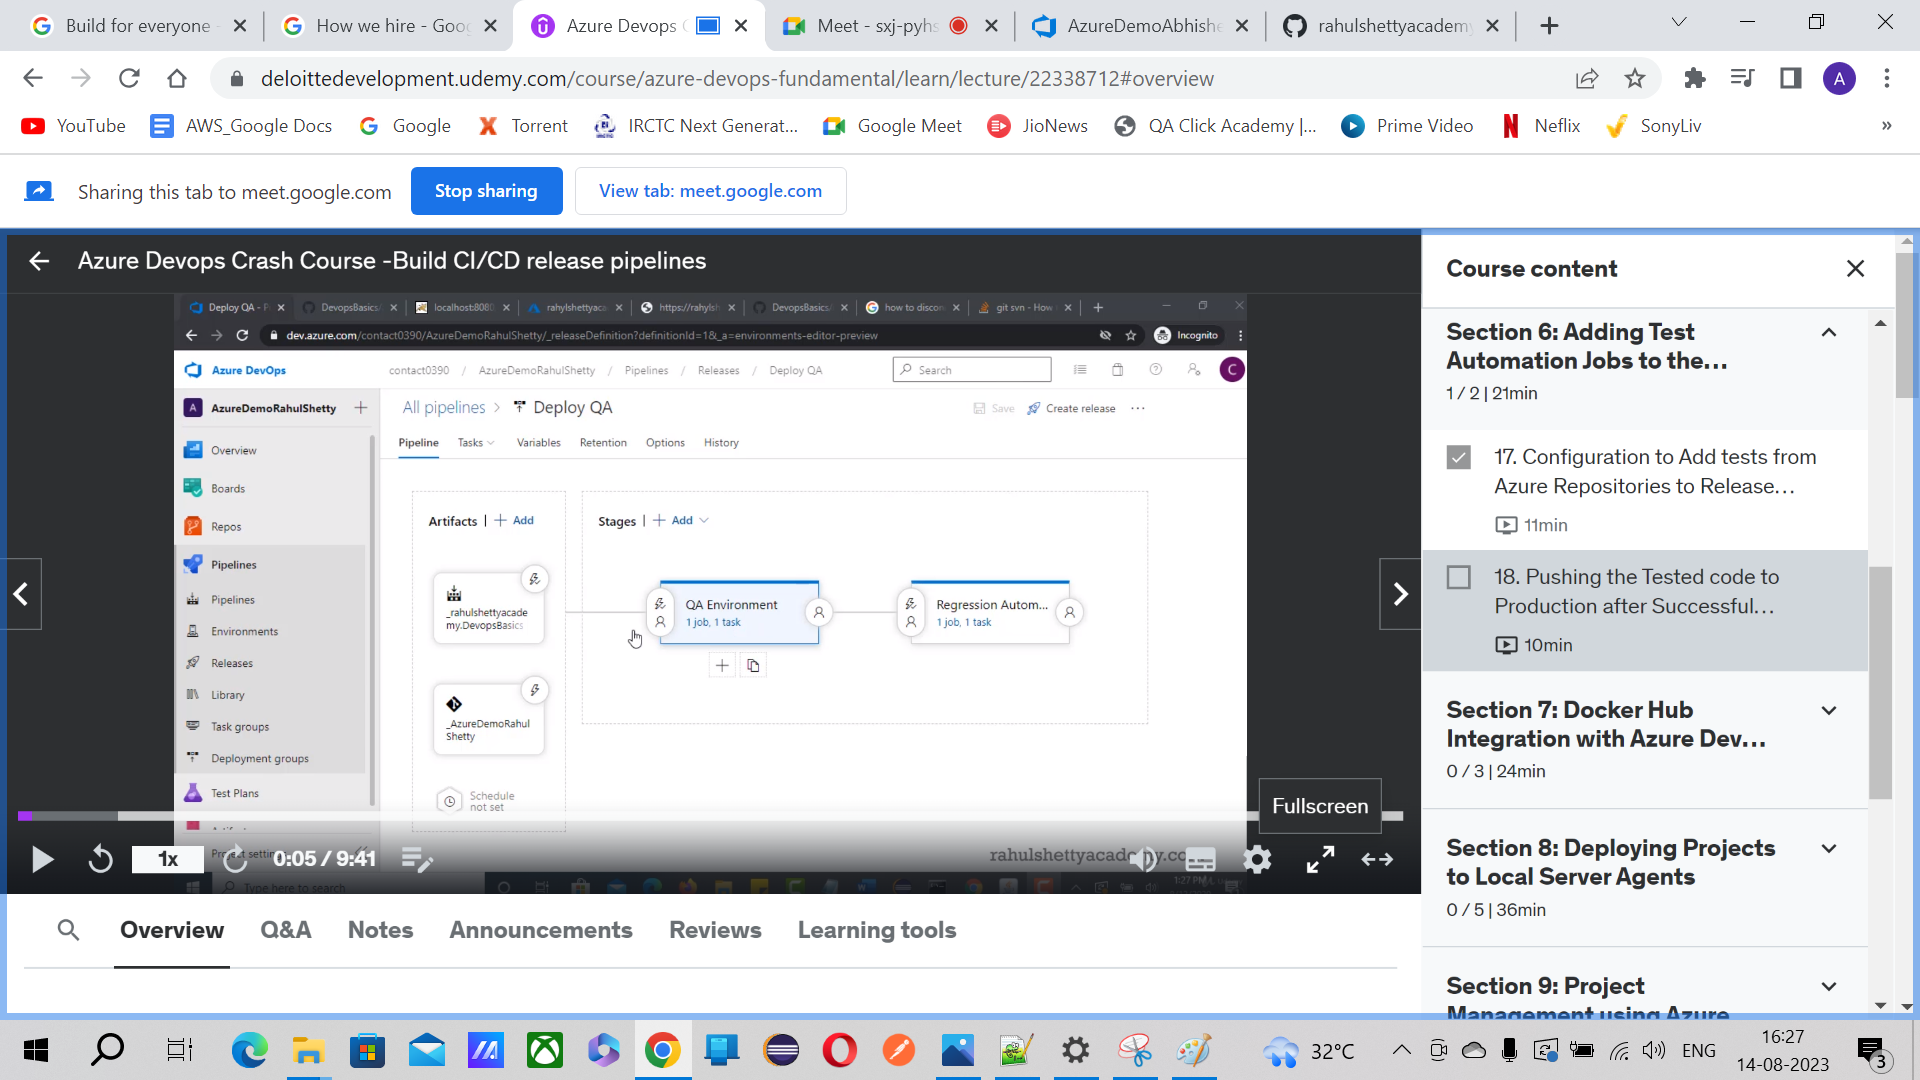 Build for everyone
How we hire - Goog
Azure Devops
Meet - sxj-pyhs
AzureDemoAbhishe
rahulshettyacademy
deloittedevelopment.udemy.com/course/azure-devops-fundamental/learn/lecture/22338712#overview
A
YouTube
AWS_Google Docs
Google
Torrent
IRCTC Next Generat...
Google Meet
JioNews
QA Click Academy |...
Prime Video
Neflix
SonyLiv
»
Sharing this tab to meet.google.com
Stop sharing
View tab: meet.google.com
Azure Devops Crash Course -Build CI/CD release pipelines
Deploy QA - P
DevopsBasics/
localhost:8080
rahylshettyaca
https://rahylsh
DevopsBasics/
how to discon
git svn - How
dev.azure.com/contact0390/AzureDemoRahulShetty/_releaseDefinition?definitionId=1&_a=environments-editor-preview
Incognito
Azure DevOps
contact0390 / AzureDemoRahulShetty / Pipelines / Releases / Deploy QA
Search
C
A AzureDemoRahulShetty
All pipelines > Deploy QA
Save
Create release
Pipeline
Tasks
Variables
Retention
Options
History
Overview
Boards
Repos
Pipelines
Pipelines
Environments
Releases
Library
Task groups
Deployment groups
Test Plans
Artifacts | + Add
Stages | + Add
_rahulshettyacade
my.DevopsBasics
QA Environment
1 job, 1 task
Regression Autom...
1 job, 1 task
_AzureDemoRahul
Shetty
Schedule
not set
Fullscreen
1x
Project settin
0:05 / 9:41
rahulshettyacademy.co
Type here to search
1:27 PM
Overview
Q&A
Notes
Announcements
Reviews
Learning tools
Course content
Section 6: Adding Test
Automation Jobs to the...
1 / 2 | 21min
17. Configuration to Add tests from
Azure Repositories to Release...
11min
18. Pushing the Tested code to
Production after Successful...
10min
Section 7: Docker Hub
Integration with Azure Dev...
0 / 3 | 24min
Section 8: Deploying Projects
to Local Server Agents
0 / 5 | 36min
Section 9: Project
Management using Azure
32°C
ENG
16:27
14-08-2023
3